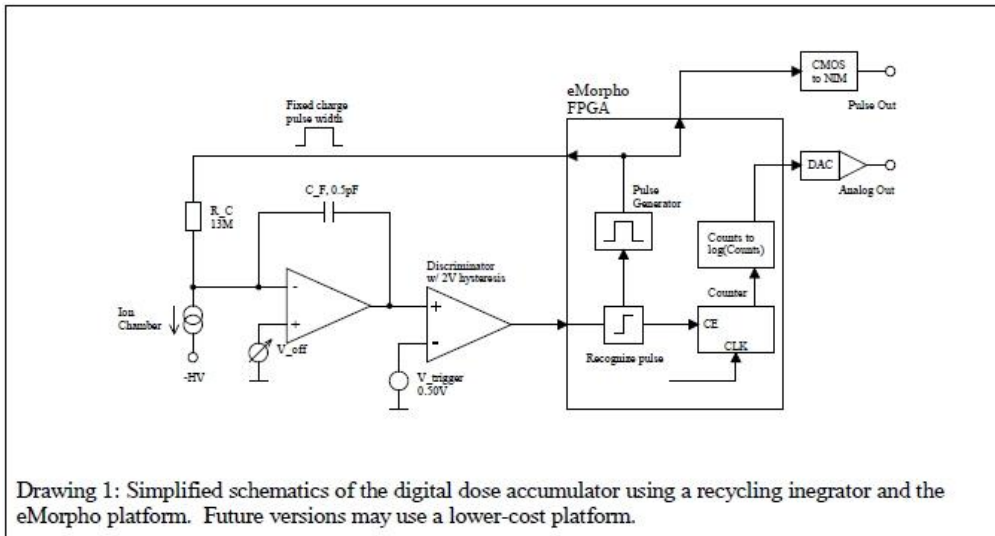 CMOS
to NIM
Pulse Out
eMorpho
FPGA
Fixed charge
pulse width
DAC
Analog Out
C_F, 0.5pF
Pulse
Generator
R_C
13M
Counts to
log(Counts)
Discriminator
w/ 2V hysteresis
-
+
Counter
Ion
Chamber
+
-
CE
CLK
V_off
Recognize pulse
-HV
V_trigger
0.50V
Drawing 1: Simplified schematics of the digital dose accumulator using a recycling inegrator and the
eMorpho platform. Future versions may use a lower-cost platform.